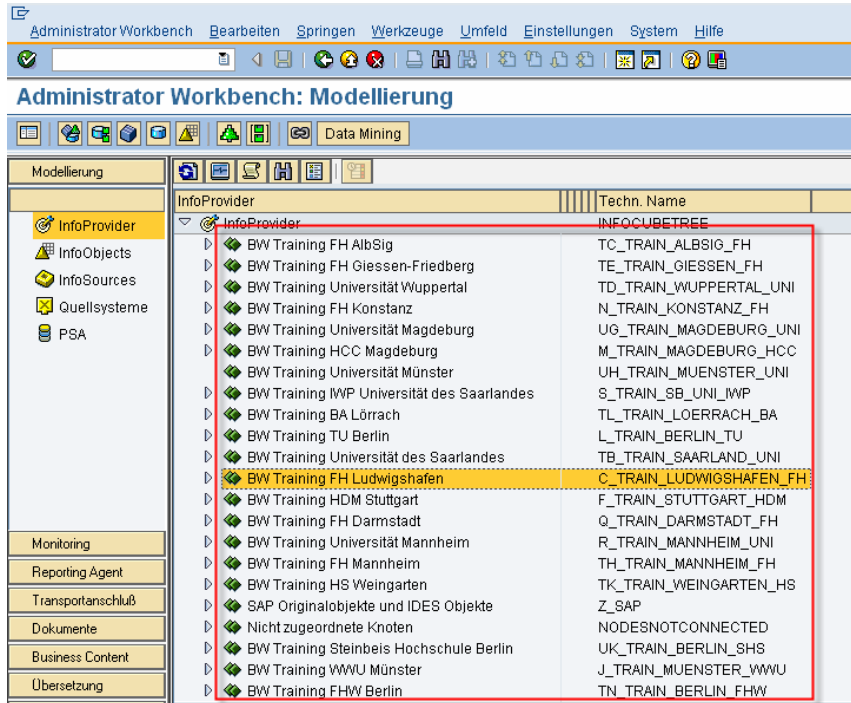 Administrator Workbench Bearbeiten Springen Werkzeuge Umfeld Einstellungen System Hilfe
Administrator Workbench: Modellierung
Data Mining
Modellierung
InfoProvider
InfoObjects
InfoSources
Quellsysteme
PSA
Monitoring
Reporting Agent
Transportanschluß
Dokumente
Business Content
Übersetzung
InfoProvider Techn. Name
InfoProvider INFOCUBETREE
BW Training FH AlbSig TC_TRAIN_ALBSIG_FH
BW Training FH Giessen-Friedberg TE_TRAIN_GIESSEN_FH
BW Training Universität Wuppertal TD_TRAIN_WUPPERTAL_UNI
BW Training FH Konstanz N_TRAIN_KONSTANZ_FH
BW Training Universität Magdeburg UG_TRAIN_MAGDEBURG_UNI
BW Training HCC Magdeburg M_TRAIN_MAGDEBURG_HCC
BW Training Universität Münster UH_TRAIN_MUENSTER_UNI
BW Training IWP Universität des Saarlandes S_TRAIN_SB_UNI_IWP
BW Training BA Lörrach TL_TRAIN_LOERRACH_BA
BW Training TU Berlin L_TRAIN_BERLIN_TU
BW Training Universität des Saarlandes TB_TRAIN_SAARLAND_UNI
BW Training FH Ludwigshafen C_TRAIN_LUDWIGSHAFEN_FH
BW Training HDM Stuttgart F_TRAIN_STUTTGART_HDM
BW Training FH Darmstadt Q_TRAIN_DARMSTADT_FH
BW Training Universität Mannheim R_TRAIN_MANNHEIM_UNI
BW Training FH Mannheim TH_TRAIN_MANNHEIM_FH
BW Training HS Weingarten TK_TRAIN_WEINGARTEN_HS
SAP Originalobjekte und IDES Objekte Z_SAP
Nicht zugeordnete Knoten NODESNOTCONNECTED
BW Training Steinbeis Hochschule Berlin UK_TRAIN_BERLIN_SHS
BW Training WWU Münster J_TRAIN_MUENSTER_WWU
BW Training FHW Berlin TN_TRAIN_BERLIN_FHW